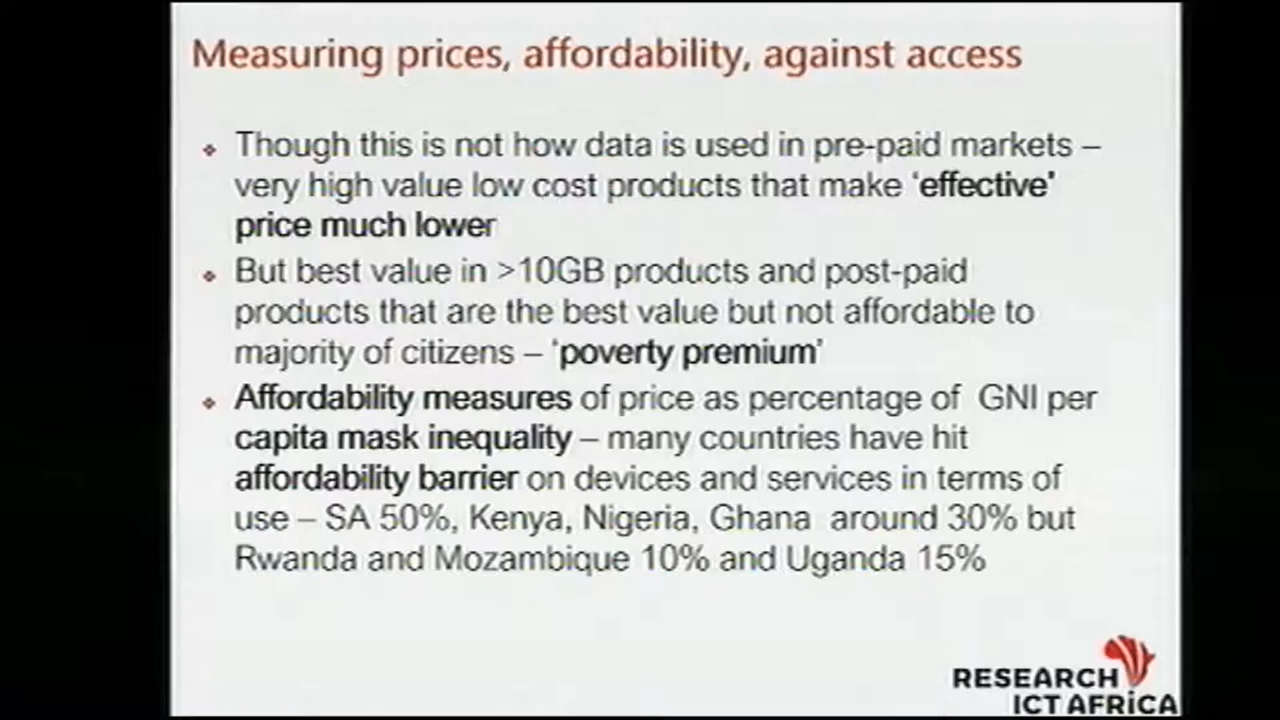 Measuring prices, affordability, against access
Though this is not how data is used in pre-paid markets –
very high value low cost products that make ‘effective’
price much lower
But best value in >10GB products and post-paid
products that are the best value but not affordable to
majority of citizens – ‘poverty premium’
Affordability measures of price as percentage of GNI per
capita mask inequality – many countries have hit
affordability barrier on devices and services in terms of
use – SA 50%, Kenya, Nigeria, Ghana around 30% but
Rwanda and Mozambique 10% and Uganda 15%
RESEARCH
ICT AFRiCA